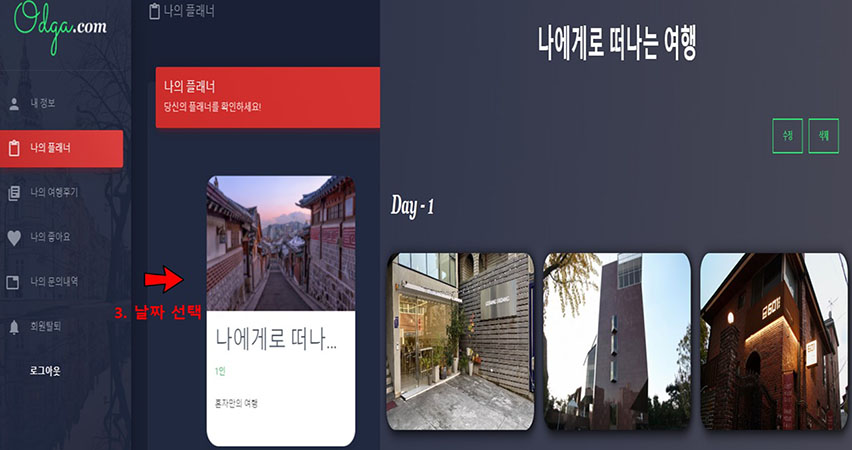 Odga.com
내 정보
나의 플래너
나의 여행후기
나의 좋아요
나의 문의내역
회원탈퇴
로그아웃
나의 플래너
나의 플래너
당신의 플래너를 확인하세요!
3. 날짜 선택
나에게로 떠나...
1인
혼자만의 여행
나에게로 떠나는 여행
수정
삭제
Day - 1